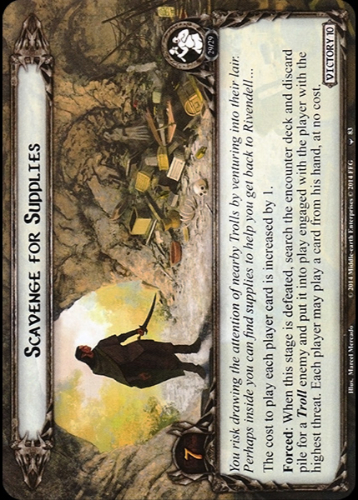 SCAVENGE FOR SUPPLIES
29/29
7
You risk drawing the attention of nearby Trolls by venturing into their lair.
Perhaps inside you can find supplies to help you get back to Rivendell...
The cost to play each player card is increased by 1.
Forced: When this stage is defeated, search the encounter deck and discard
pile for a Troll enemy and put it into play engaged with the player with the
highest threat. Each player may play a card from his hand, at no cost.
VICTORY 10
Illus. Marcel Mercado
© 2014 Middle-earth Enterprises © 2014 FFG
83